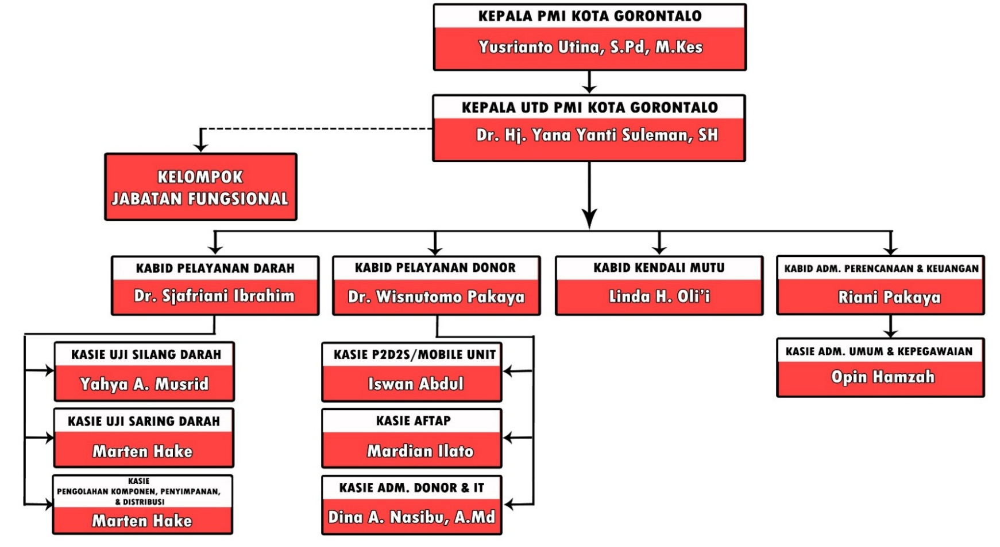 KEPALA PMI KOTA GORONTALO
Yusrianto Utina, S.Pd, M.Kes
KEPALA UTD PMI KOTA GORONTALO
Dr. Hj. Yana Yanti Suleman, SH
KELOMPOK
JABATAN FUNGSIONAL
KABID PELAYANAN DARAH
Dr. Sjafriani Ibrahim
KABID PELAYANAN DONOR
Dr. Wisnutomo Pakaya
KABID KENDALI MUTU
Linda H. Oli’i
KABID ADM. PERENCANAAN & KEUANGAN
Riani Pakaya
KASIE UJI SILANG DARAH
Yahya A. Musrid
KASIE UJI SARING DARAH
Marten Hake
KASIE
PENGOLAHAN KOMPONEN, PENYIMPANAN,
& DISTRIBUSI
Marten Hake
KASIE P2D2S/MOBILE UNIT
Iswan Abdul
KASIE AFTAP
Mardian Ilato
KASIE ADM. DONOR & IT
Dina A. Nasibu, A.Md
KASIE ADM. UMUM & KEPEGAWAIAN
Opin Hamzah